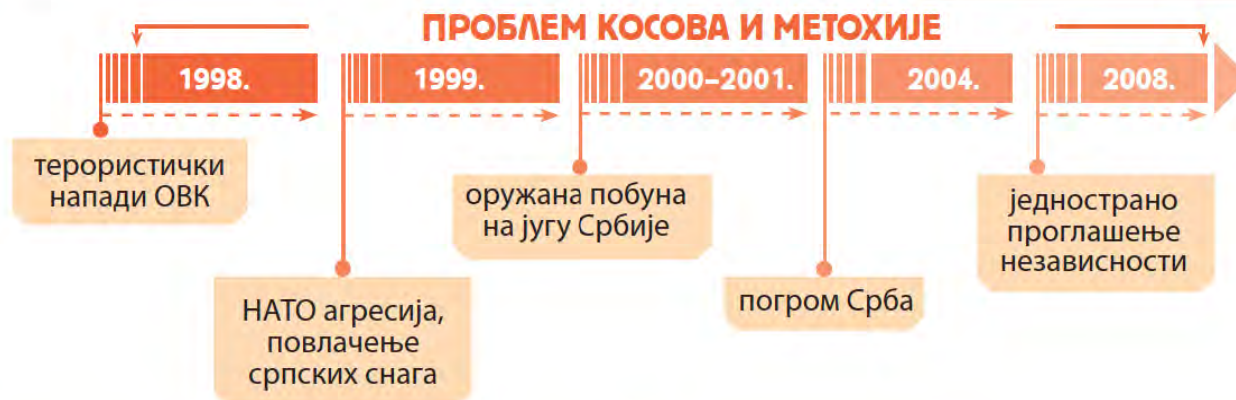 ПРОБЛЕМ КОСОВА И МЕТОХИЈЕ
1998.
1999.
2000–2001.
2004.
2008.
терористички
напади ОВК
НАТО агресија,
повлачење
српских снага
оружана побуна
на југу Србије
погром Срба
једнострано
проглашење
независности